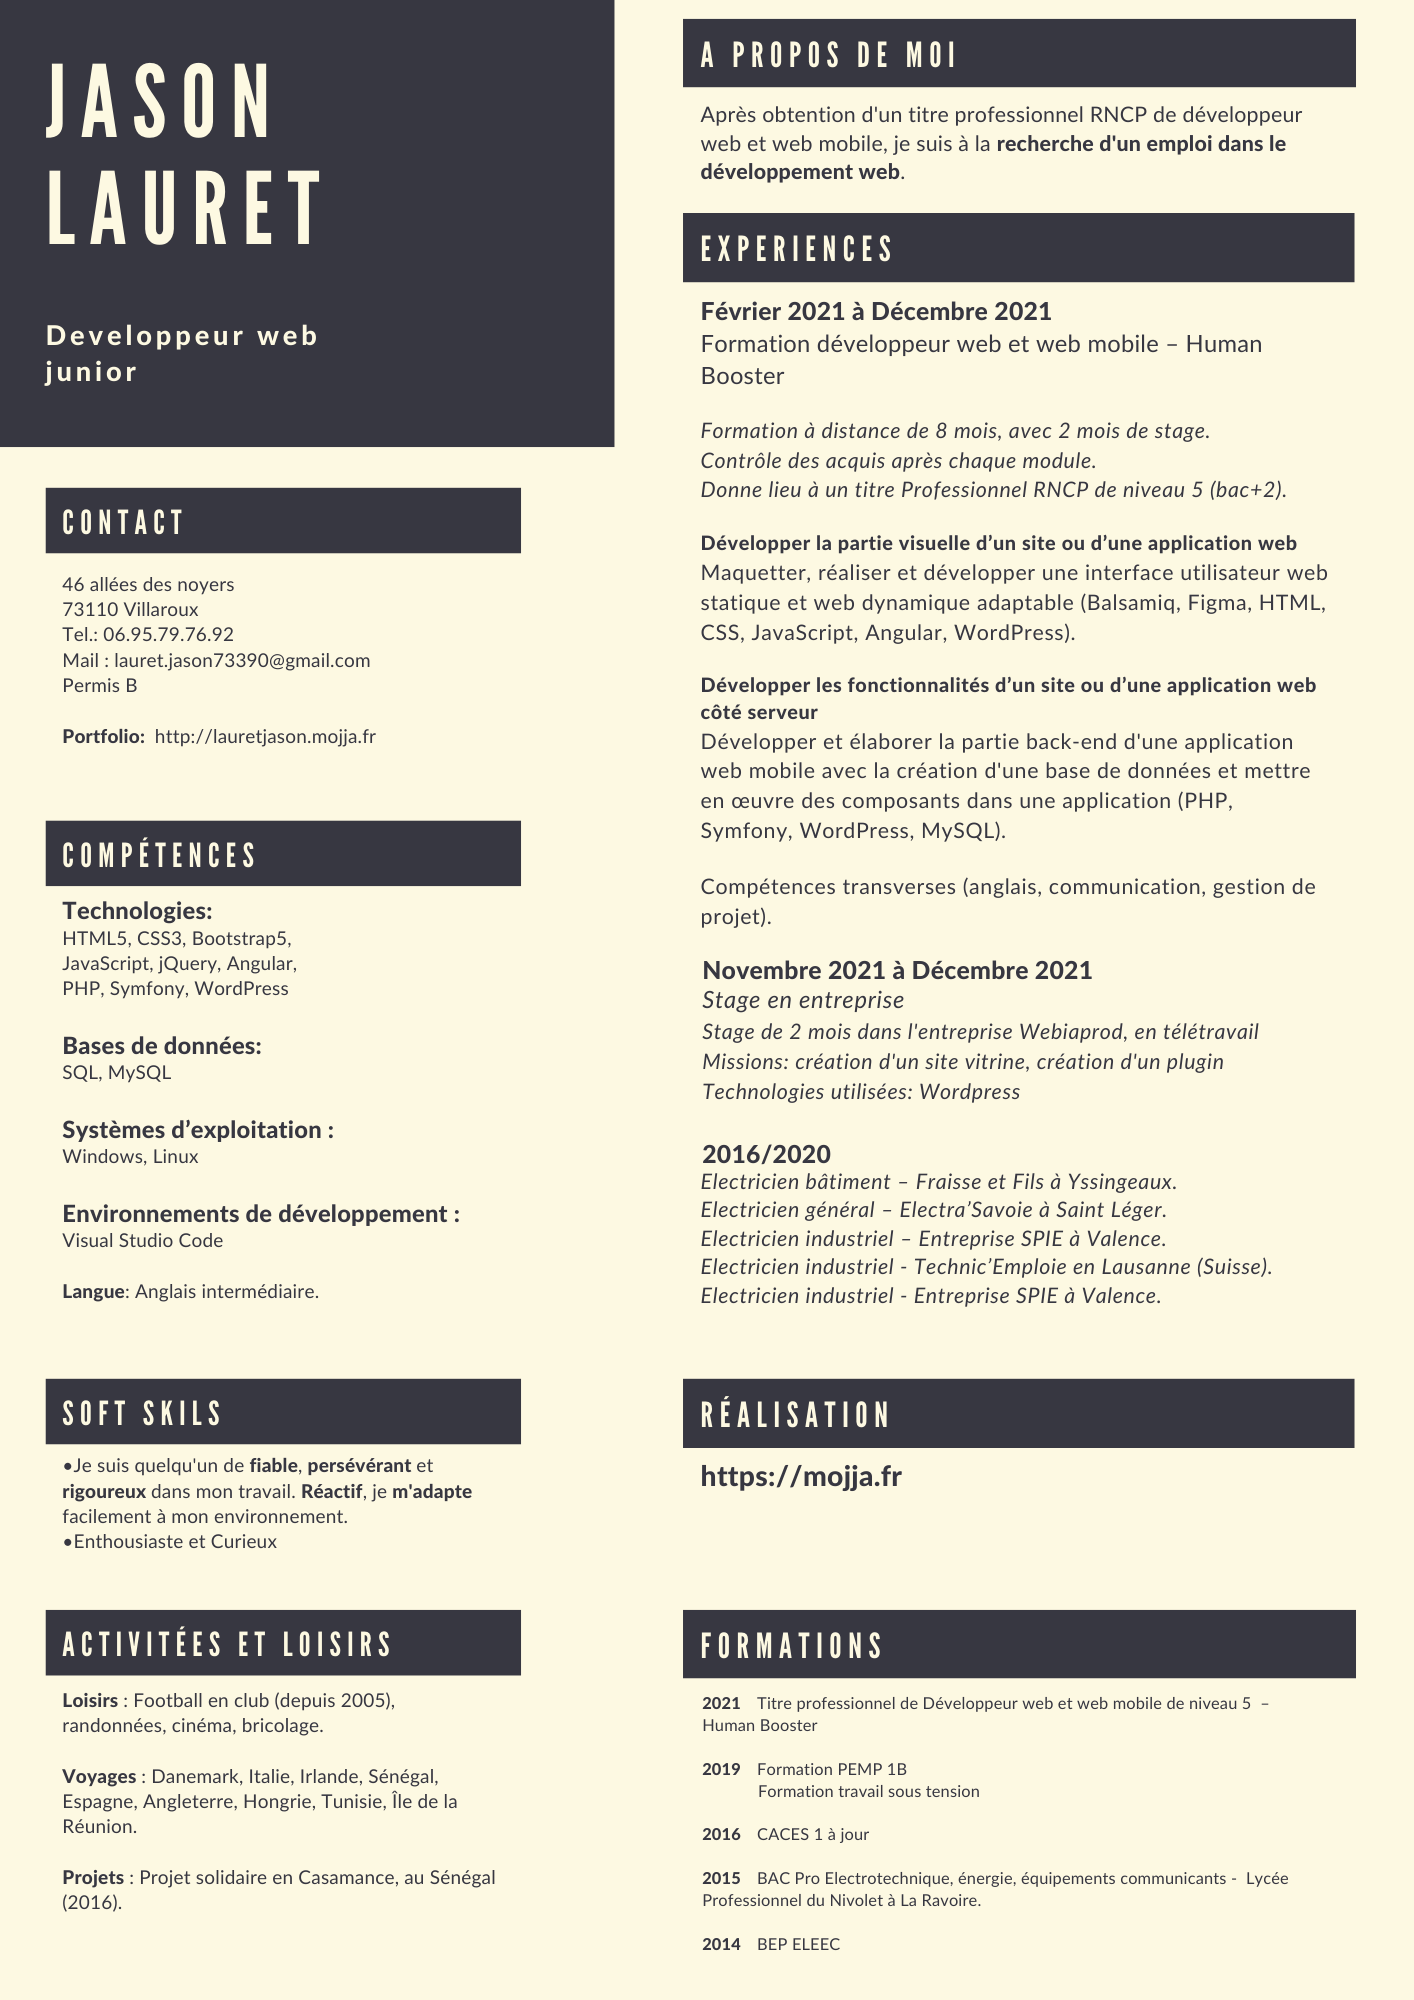 JASON
LAURET
Developpeur web
junior
CONTACT
46 allées des noyers
73110 Villaroux
Tel.: 06.95.79.76.92
Mail : lauret.jason73390@gmail.com
Permis B
Portfolio: http://lauretjason.mojja.fr
COMPÉTENCES
Technologies:
HTML5, CSS3, Bootstrap5,
JavaScript, jQuery, Angular,
PHP, Symfony, WordPress
Bases de données:
SQL, MySQL
Systèmes d’exploitation :
Windows, Linux
Environnements de développement :
Visual Studio Code
Langue: Anglais intermédiaire.
SOFT SKILS
•Je suis quelqu'un de fiable, persévérant et
rigoureux dans mon travail. Réactif, je m'adapte
facilement à mon environnement.
•Enthousiaste et Curieux
ACTIVITÉES ET LOISIRS
Loisirs : Football en club (depuis 2005),
randonnées, cinéma, bricolage.
Voyages : Danemark, Italie, Irlande, Sénégal,
Espagne, Angleterre, Hongrie, Tunisie, Île de la
Réunion.
Projets : Projet solidaire en Casamance, au Sénégal
(2016).
A PROPOS DE MOI
Après obtention d'un titre professionnel RNCP de développeur
web et web mobile, je suis à la recherche d'un emploi dans le
développement web.
EXPERIENCES
Février 2021 à Décembre 2021
Formation développeur web et web mobile – Human
Booster
Formation à distance de 8 mois, avec 2 mois de stage.
Contrôle des acquis après chaque module.
Donne lieu à un titre Professionnel RNCP de niveau 5 (bac+2).
Développer la partie visuelle d’un site ou d’une application web
Maquetter, réaliser et développer une interface utilisateur web
statique et web dynamique adaptable (Balsamiq, Figma, HTML,
CSS, JavaScript, Angular, WordPress).
Développer les fonctionnalités d’un site ou d’une application web
côté serveur
Développer et élaborer la partie back-end d'une application
web mobile avec la création d'une base de données et mettre
en œuvre des composants dans une application (PHP,
Symfony, WordPress, MySQL).
Compétences transverses (anglais, communication, gestion de
projet).
Novembre 2021 à Décembre 2021
Stage en entreprise
Stage de 2 mois dans l'entreprise Webiaprod, en télétravail
Missions: création d'un site vitrine, création d'un plugin
Technologies utilisées: Wordpress
2016/2020
Electricien bâtiment – Fraisse et Fils à Yssingeaux.
Electricien général – Electra’Savoie à Saint Léger.
Electricien industriel – Entreprise SPIE à Valence.
Electricien industriel - Technic’Emploie en Lausanne (Suisse).
Electricien industriel - Entreprise SPIE à Valence.
RÉALISATION
https://mojja.fr
FORMATIONS
2021 Titre professionnel de Développeur web et web mobile de niveau 5 –
Human Booster
2019 Formation PEMP 1B
Formation travail sous tension
2016 CACES 1 à jour
2015 BAC Pro Electrotechnique, énergie, équipements communicants - Lycée
Professionnel du Nivolet à La Ravoire.
2014 BEP ELEEC